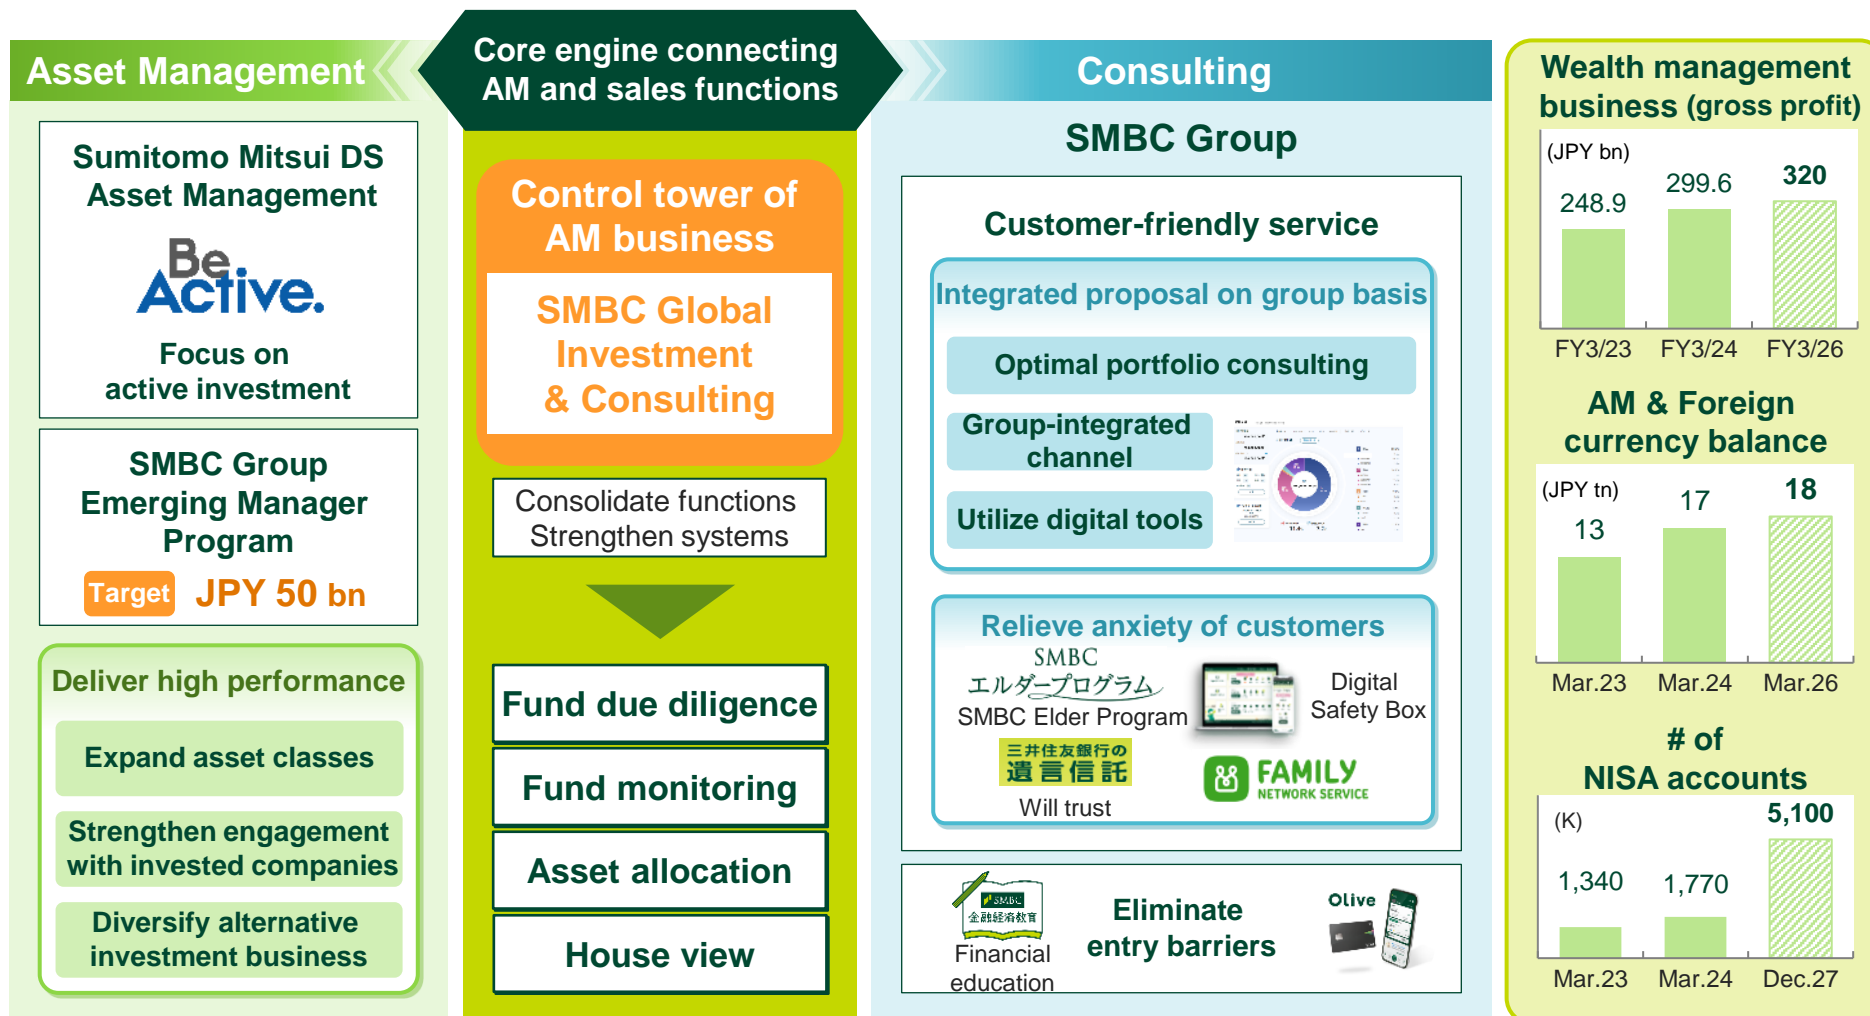 Asset Management
Core engine connecting
AM and sales functions
Consulting
Sumitomo Mitsui DS
Asset Management
Be
Active.
Focus on
active investment
SMBC Group
Emerging Manager
Program
Target JPY 50 bn
Deliver high performance
Expand asset classes
Strengthen engagement
with invested companies
Diversify alternative
investment business
Control tower of
AM business
SMBC Global
Investment
& Consulting
Consolidate functions
Strengthen systems
Fund due diligence
Fund monitoring
Asset allocation
House view
SMBC Group
Customer-friendly service
Integrated proposal on group basis
Optimal portfolio consulting
Group-integrated
channel
Utilize digital tools
Relieve anxiety of customers
SMBC
エルダープログラム
SMBC Elder Program
Digital
Safety Box
三井住友銀行の
遺言信託
Will trust
FAMILY
NETWORK SERVICE
SMBC
金融経済教育
Financial
education
Eliminate
entry barriers
Olive
Wealth management
business (gross profit)
(JPY bn)
248.9
299.6
320
FY3/23
FY3/24
FY3/26
AM & Foreign
currency balance
(JPY tn)
13
17
18
Mar.23
Mar.24
Mar.26
# of
NISA accounts
(K)
1,340
1,770
5,100
Mar.23
Mar.24
Dec.27